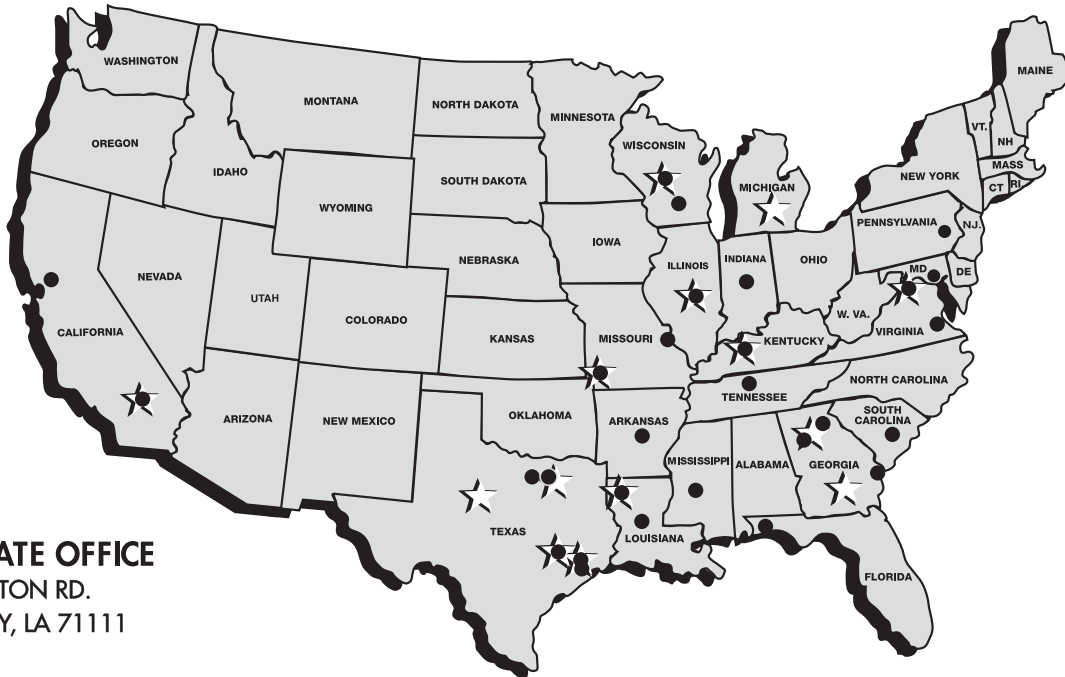 WASHINGTON
MONTANA
NORTH DAKOTA
MINNESOTA
MAINE
OREGON
IDAHO
WISCONSIN
VT.
NH
SOUTH DAKOTA
MICHIGAN
NEW YORK
MASS
CT
RI.
WYOMING
PENNSYLVANIA
NJ.
IOWA
NEBRASKA
ILLINOIS
INDIANA
OHIO
MD
DE
NEVADA
UTAH
COLORADO
KANSAS
MISSOURI
W. VA.
VIRGINIA
CALIFORNIA
KENTUCKY
NORTH CAROLINA
TENNESSEE
ARIZONA
NEW MEXICO
OKLAHOMA
ARKANSAS
SOUTH
CAROLINA
MISSISSIPPI
ALABAMA
GEORGIA
TEXAS
LOUISIANA
FLORIDA
ATE OFFICE
TON RD.
Y, LA 71111